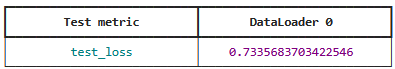 Test metric DataLoader 0
test_loss 0.7335683703422546